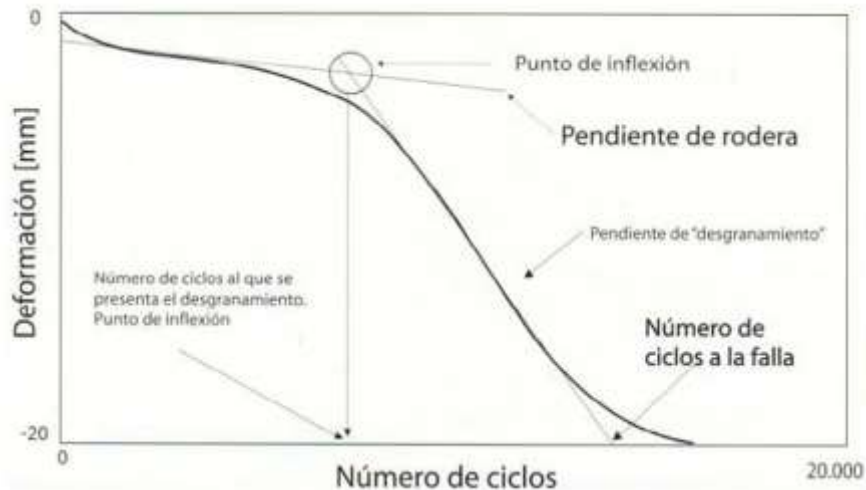 0
Punto de inflexión
Pendiente de rodera
Deformación [mm]
Pendiente de "desgranamiento"
Número de ciclos al que se
presenta el desgranamiento.
Punto de inflexión
Número de
ciclos a la falla
-20
0
20.000
Número de ciclos